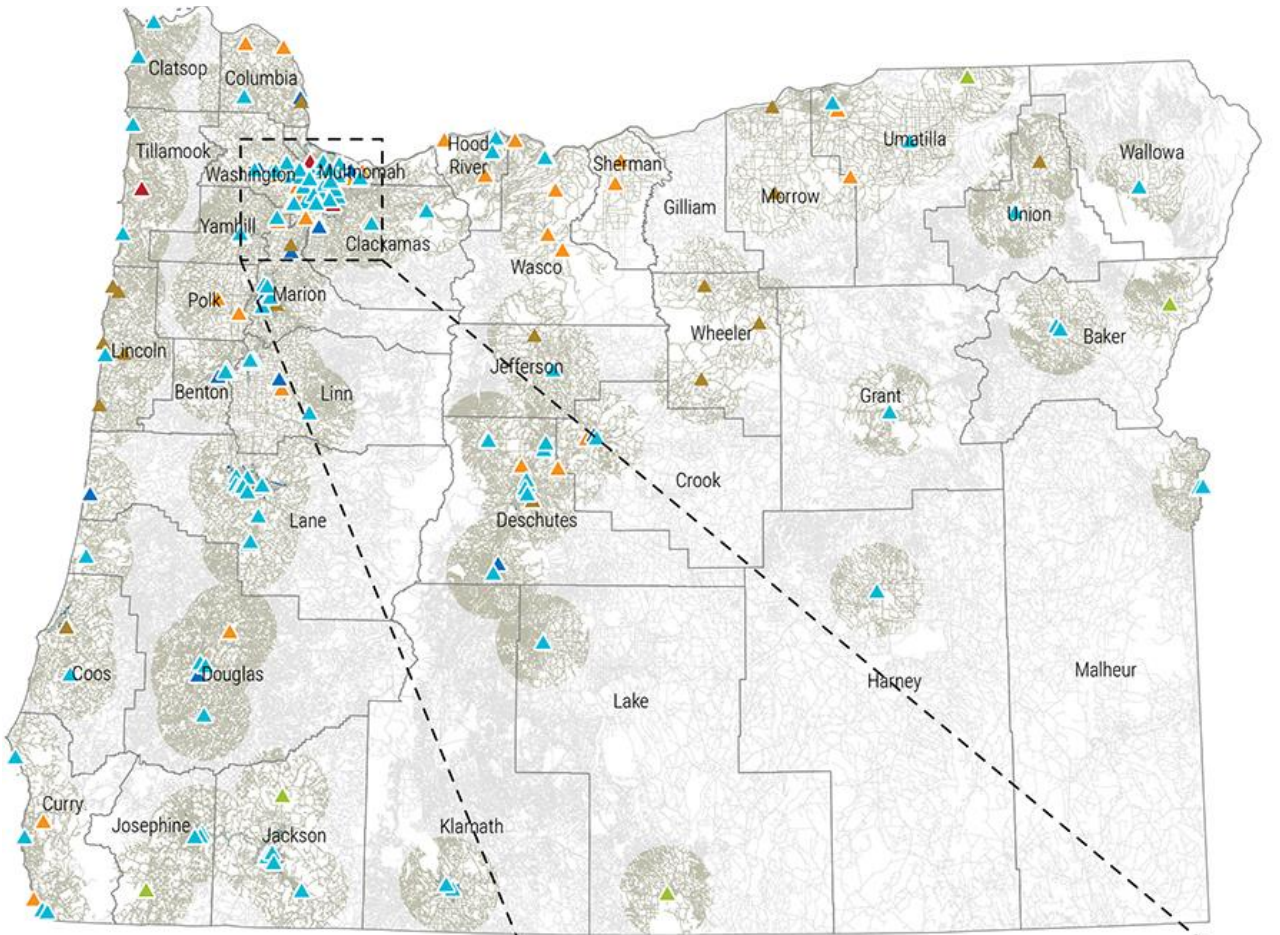 Clatsop
Columbia
Tillamook
Washington
Multnomah
Hood
River
Sherman
Gilliam
Morrow
Umatilla
Union
Wallowa
Yamhill
Clackamas
Wasco
Polk
Marion
Wheeler
Baker
Lincoln
Jefferson
Benton
Linn
Grant
Crook
Lane
Deschutes
Coos
Douglas
Lake
Harney
Malheur
Curry
Josephine
Jackson
Klamath